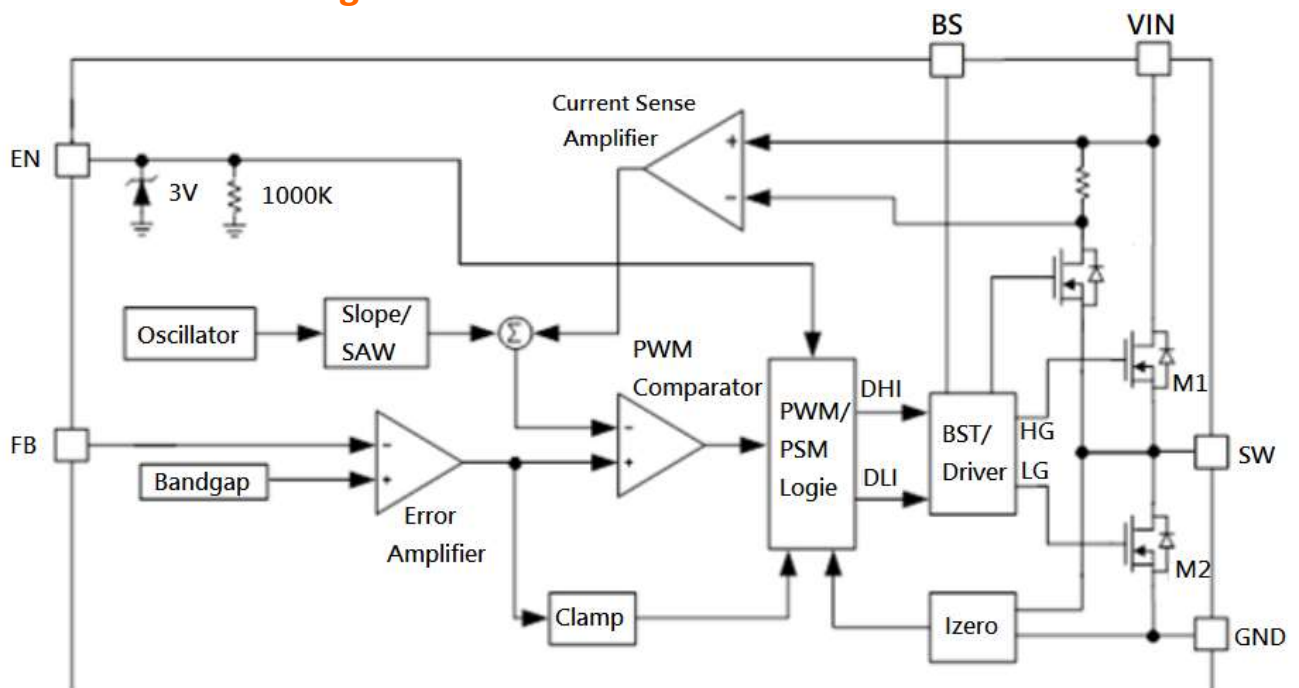 g
BS
VIN
Current Sense
Amplifier
+
−
EN
3V
1000K
Oscillator
Slope/
SAW
Σ
PWM
Comparator
FB
−
+
Bandgap
Error
Amplifier
−
+
PWM/
PSM
Logie
DHI
DLI
BST/
Driver
HG
LG
M1
SW
M2
Clamp
Izero
GND